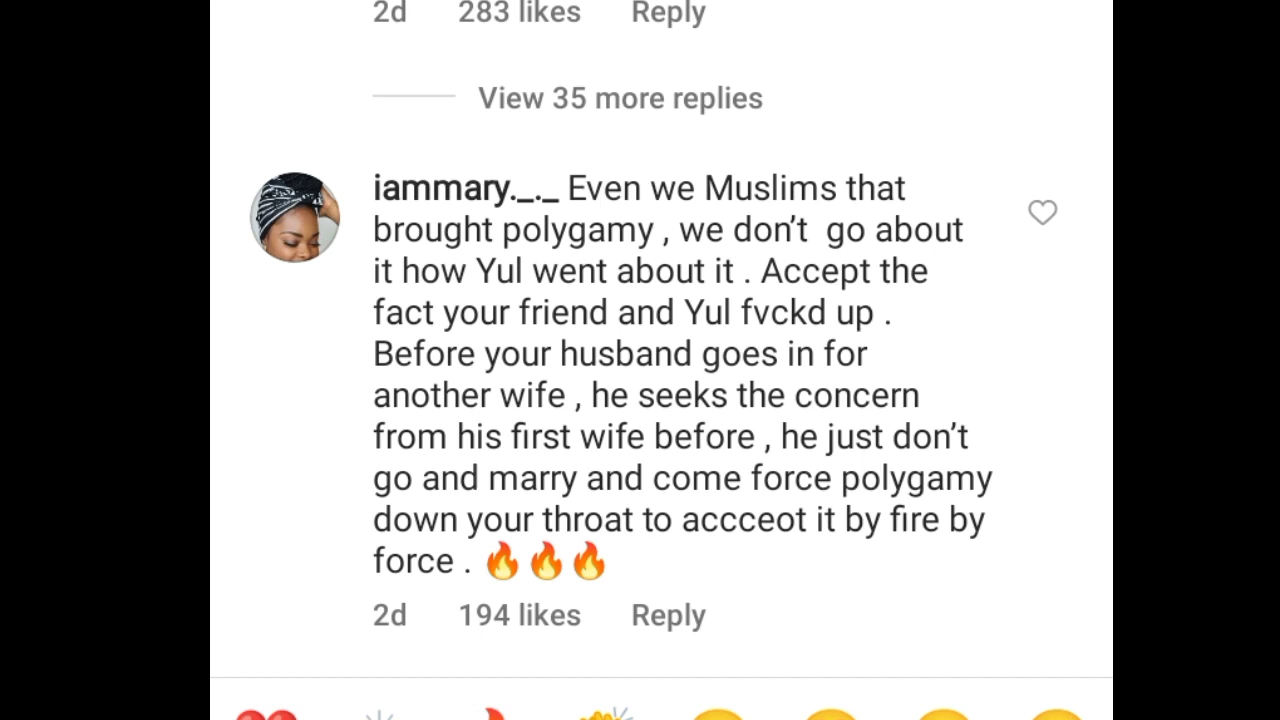 2d 283 likes Reply
View 35 more replies
iammary._._ Even we Muslims that
brought polygamy , we don’t  go about
it how Yul went about it . Accept the
fact your friend and Yul fvckd up .
Before your husband goes in for
another wife , he seeks the concern
from his first wife before , he just don’t
go and marry and come force polygamy
down your throat to accceot it by fire by
force . 🔥🔥🔥
2d 194 likes Reply